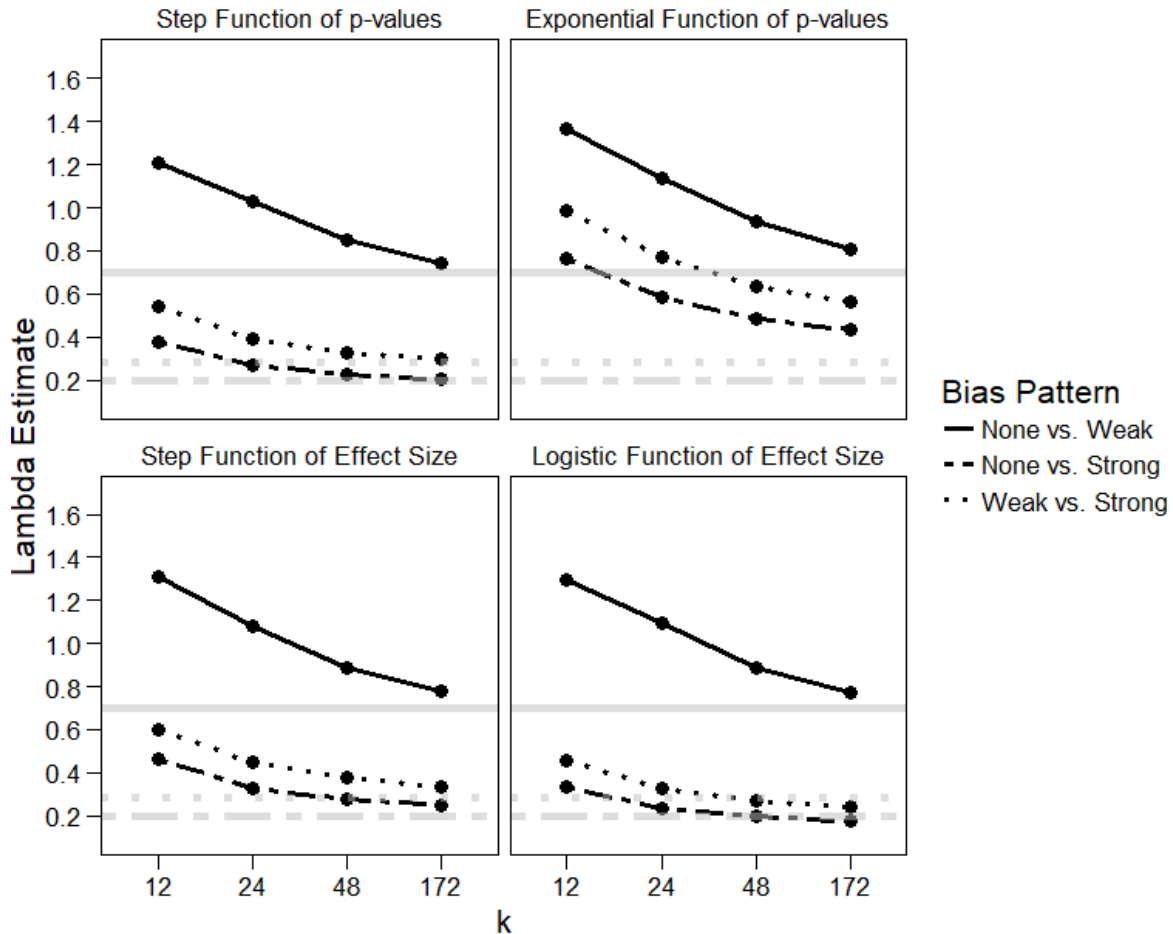 Step Function of p-values
Exponential Function of p-values
1.6
1.4
1.2
1.0
0.8
0.6
0.4
0.2
Lambda Estimate
Step Function of Effect Size
Logistic Function of Effect Size
1.6
1.4
1.2
1.0
0.8
0.6
0.4
0.2
12 24 48 172
12 24 48 172
k
Bias Pattern
None vs. Weak
None vs. Strong
Weak vs. Strong